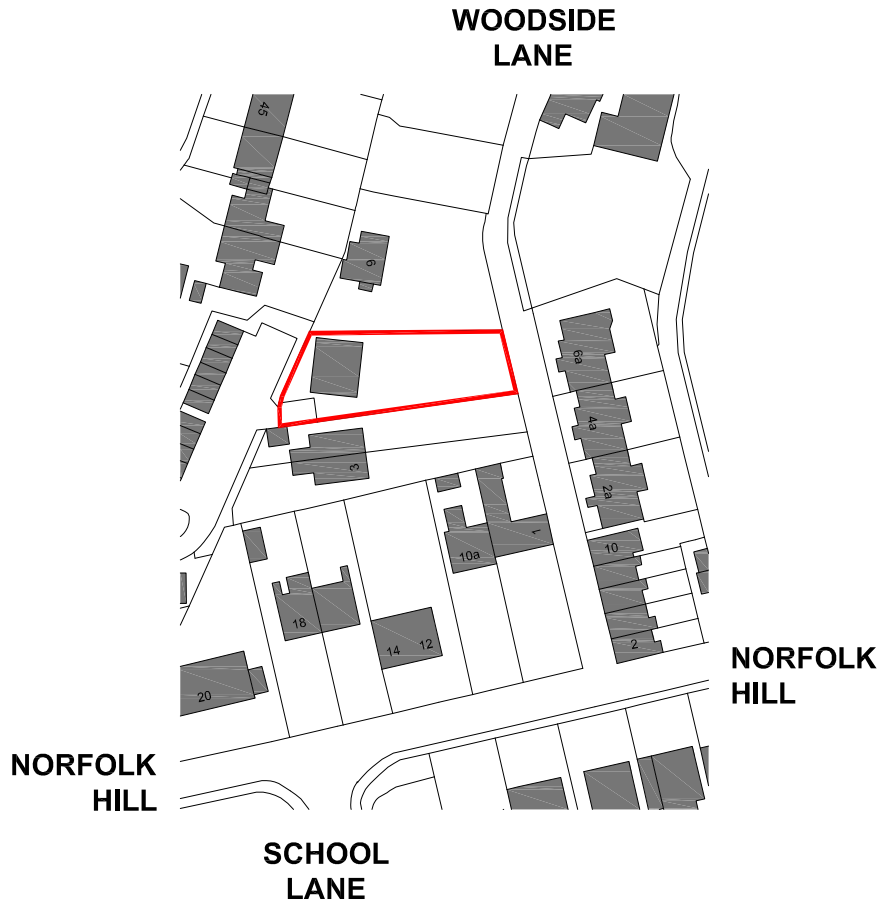 WOODSIDE
LANE
45
6
6a
4a
3
2a
1
10a
10
18
14 12
2
20
NORFOLK
HILL
NORFOLK
HILL
SCHOOL
LANE